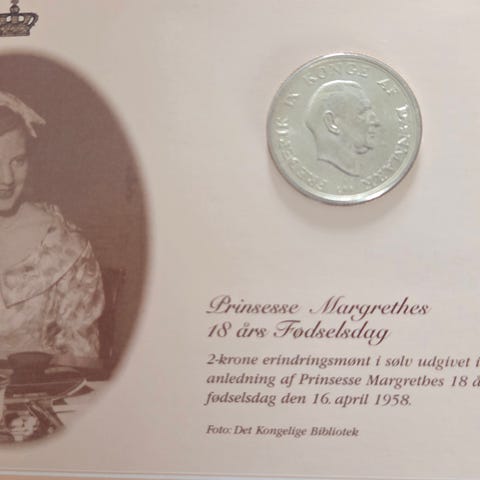 FREDERIK IX KONGE AF DANMARK
Prinsesse Margrethes
18 års Fødselsdag
2-krone erindringsmønt i sølv udgivet i
anledning af Prinsesse Margrethes 18 å
fødselsdag den 16. april 1958.
Foto: Det Kongelige Bibliotek